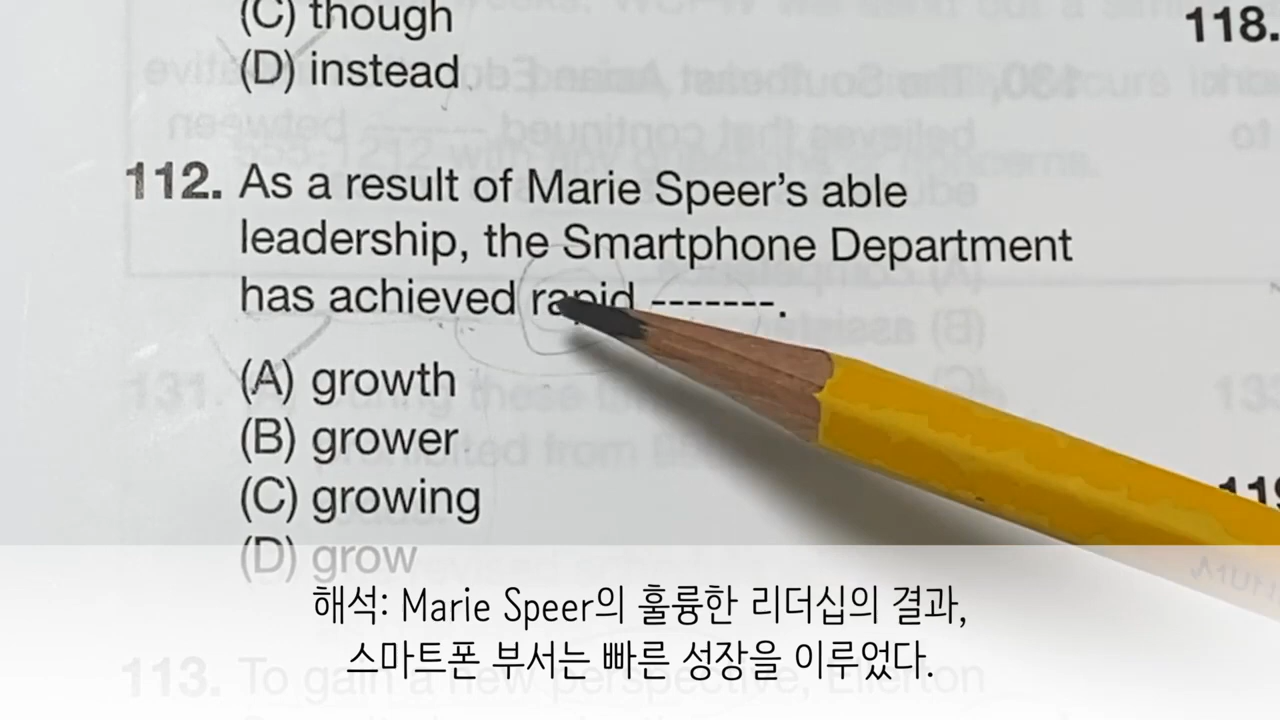 (C) though
(D) instead
118.
112. As a result of Marie Speer's able
leadership, the Smartphone Department
has achieved rapid -------.
(A) growth
(B) grower
(C) growing
(D) grow
해석: Marie Speer의 훌륭한 리더십의 결과,
스마트폰 부서는 빠른 성장을 이루었다.
113. To gain a new perspective, Ellerton